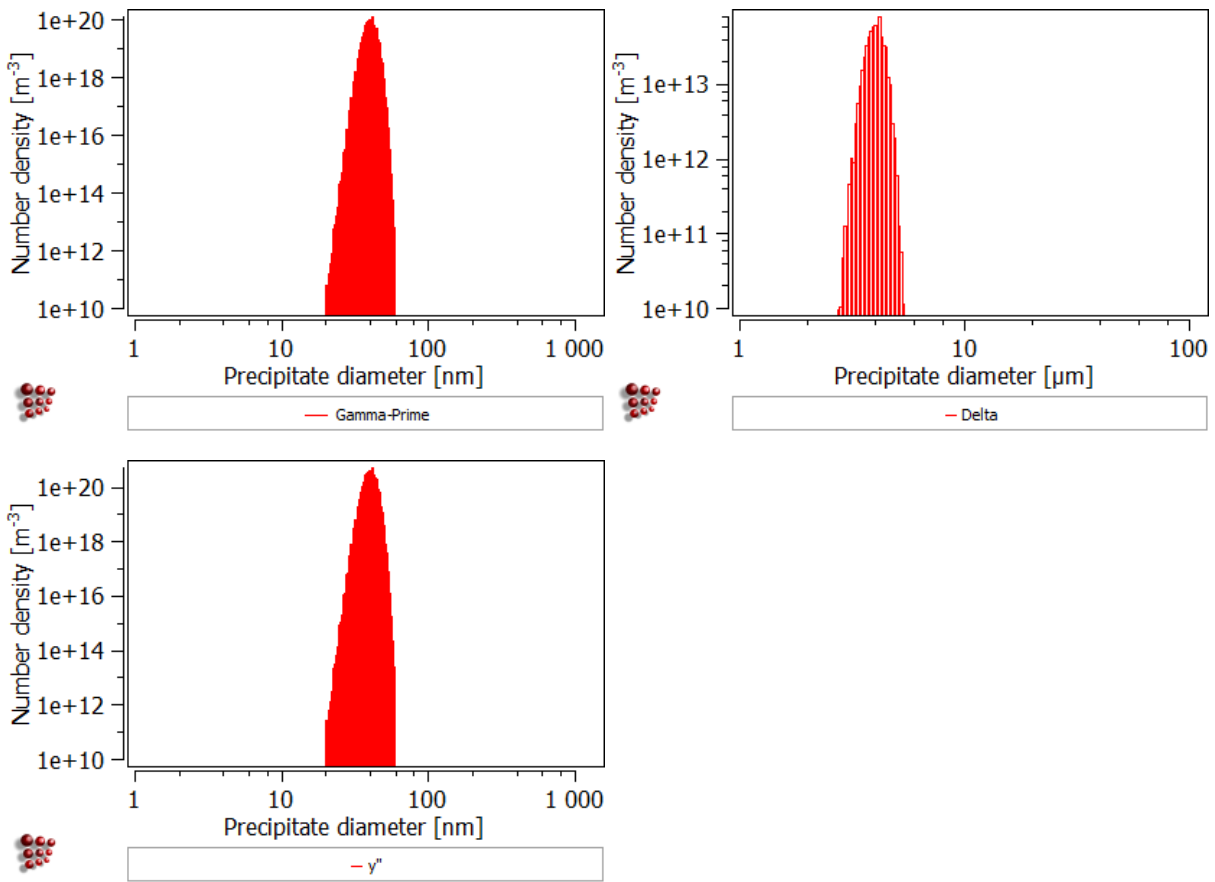 Number density [m⁻³]
1e+20
1e+18
1e+16
1e+14
1e+12
1e+10
1 10 100 1 000
Precipitate diameter [nm]
Gamma-Prime
Number density [m⁻³]
1e+13
1e+12
1e+11
1e+10
1 10 100
Precipitate diameter [µm]
Delta
Number density [m⁻³]
1e+20
1e+18
1e+16
1e+14
1e+12
1e+10
1 10 100 1 000
Precipitate diameter [nm]
y"